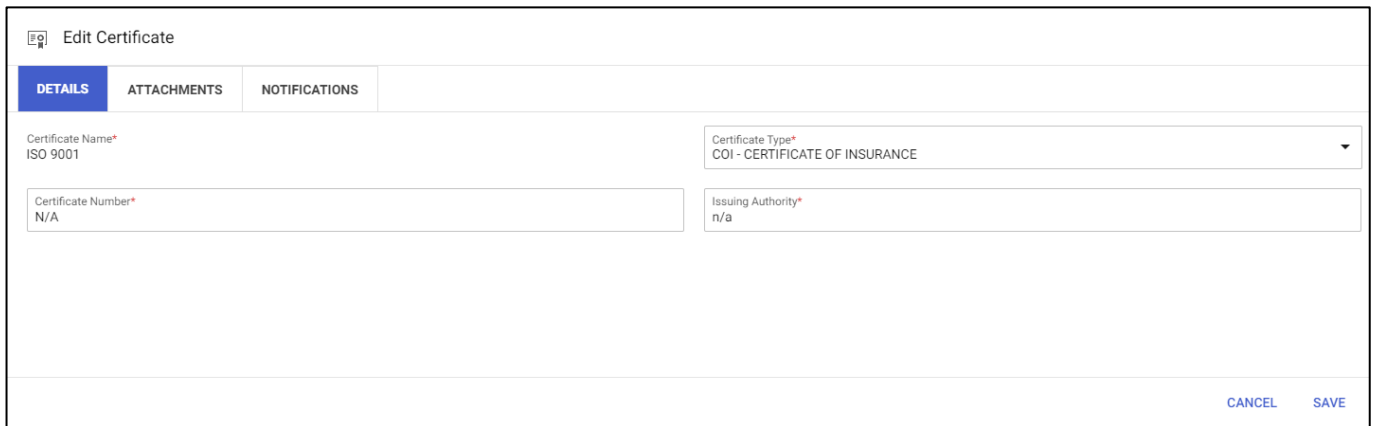 Edit Certificate
DETAILS ATTACHMENTS NOTIFICATIONS
Certificate Name*
ISO 9001
Certificate Type*
COI - CERTIFICATE OF INSURANCE
Certificate Number*
N/A
Issuing Authority*
n/a
CANCEL SAVE